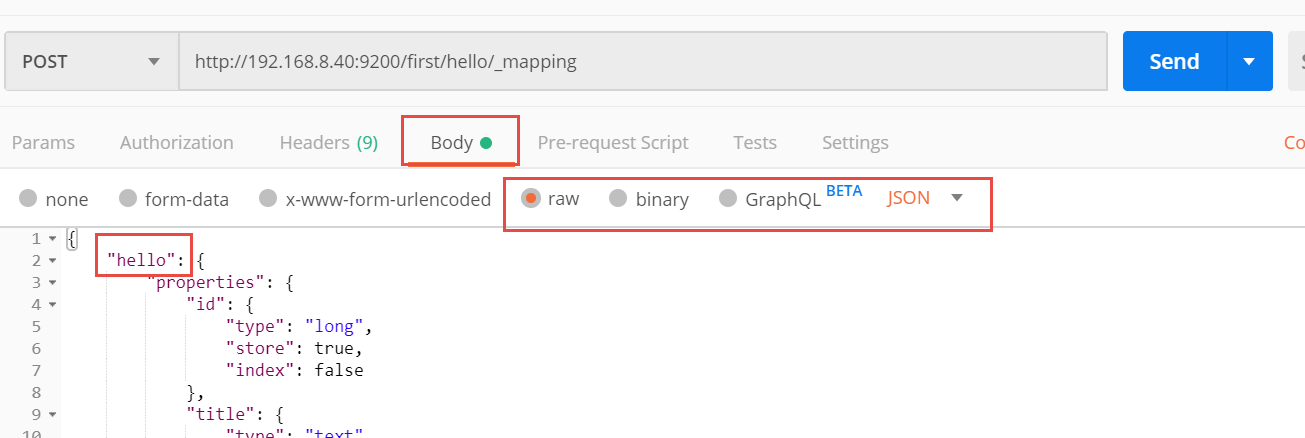 POST http://192.168.8.40:9200/first/hello/_mapping Send S
Params Authorization Headers (9) Body Pre-request Script Tests Settings Co
none form-data x-www-form-urlencoded raw binary GraphQL BETA JSON
1 {
2 "hello": {
3 "properties": {
4 "id": {
5 "type": "long",
6 "store": true,
7 "index": false
8 },
9 "title": {
10 "type": "text"